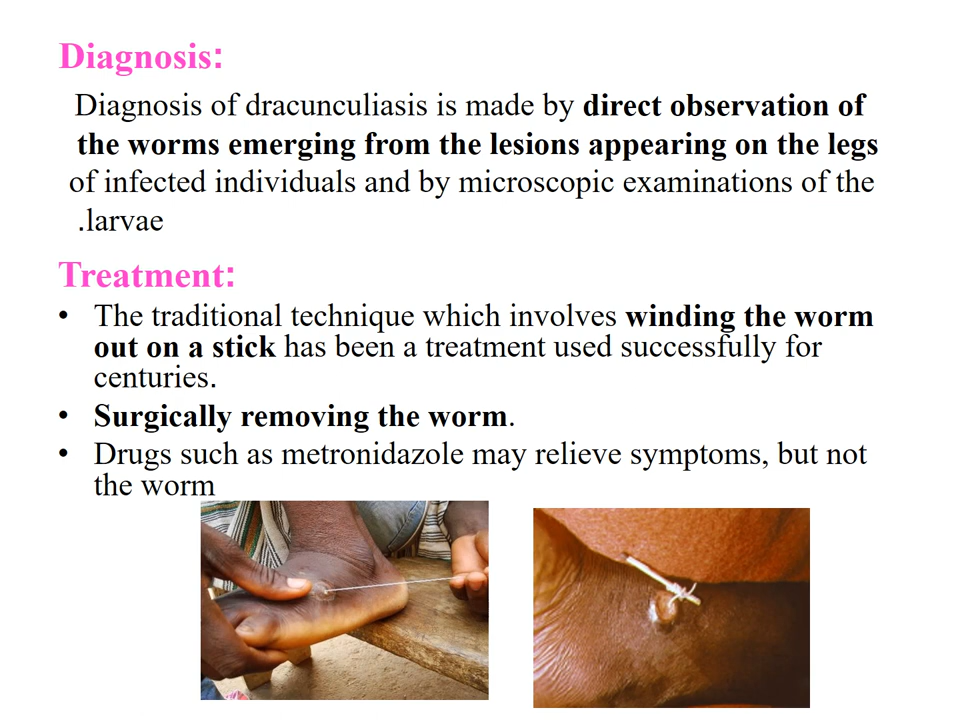 Diagnosis:
Diagnosis of dracunculiasis is made by direct observation of
the worms emerging from the lesions appearing on the legs
of infected individuals and by microscopic examinations of the
.larvae
Treatment:
• The traditional technique which involves winding the worm
out on a stick has been a treatment used successfully for
centuries.
• Surgically removing the worm.
• Drugs such as metronidazole may relieve symptoms, but not
the worm